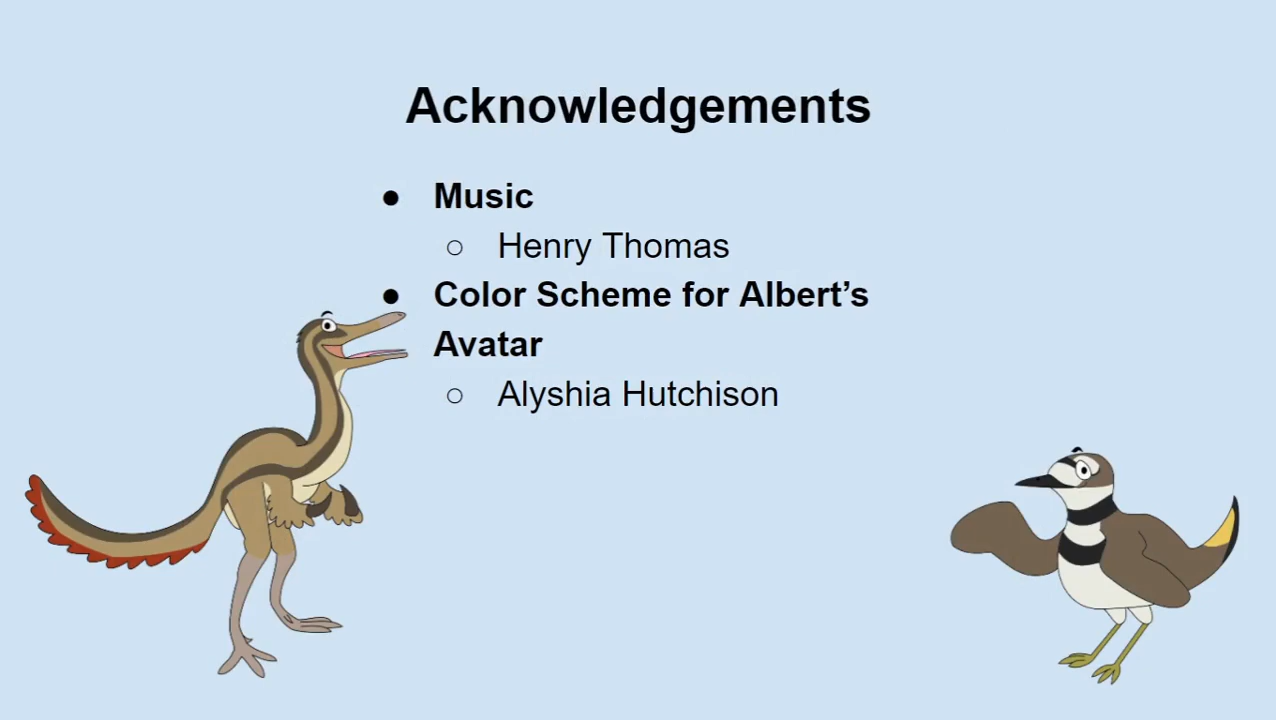 Acknowledgements
● Music
○ Henry Thomas
● Color Scheme for Albert’s
Avatar
○ Alyshia Hutchison